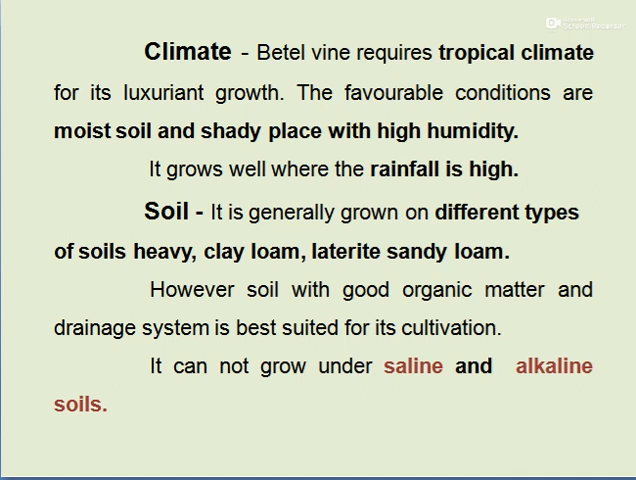 Climate - Betel vine requires tropical climate
for its luxuriant growth. The favourable conditions are
moist soil and shady place with high humidity.
It grows well where the rainfall is high.
Soil - It is generally grown on different types
of soils heavy, clay loam, laterite sandy loam.
However soil with good organic matter and
drainage system is best suited for its cultivation.
It can not grow under saline and alkaline
soils.